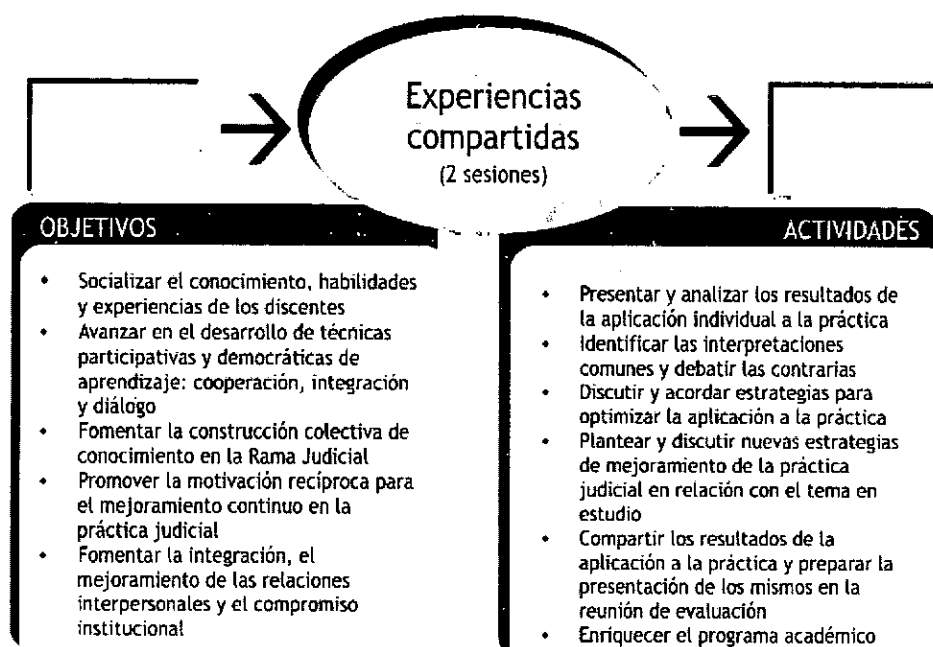 Experiencias
compartidas
(2 sesiones)
OBJETIVOS
• Socializar el conocimiento, habilidades
y experiencias de los discentes
• Avanzar en el desarrollo de técnicas
participativas y democráticas de
aprendizaje: cooperación, integración
y diálogo
• Fomentar la construcción colectiva de
conocimiento en la Rama Judicial
• Promover la motivación recíproca para
el mejoramiento continuo en la
práctica judicial
• Fomentar la integración, el
mejoramiento de las relaciones
interpersonales y el compromiso
institucional
ACTIVIDADES
• Presentar y analizar los resultados de
la aplicación individual a la práctica
• Identificar las interpretaciones
comunes y debatir las contrarias
• Discutir y acordar estrategias para
optimizar la aplicación a la práctica
• Plantear y discutir nuevas estrategias
de mejoramiento de la práctica
judicial en relación con el tema en
estudio
• Compartir los resultados de la
aplicación a la práctica y preparar la
presentación de los mismos en la
reunión de evaluación
• Enriquecer el programa académico